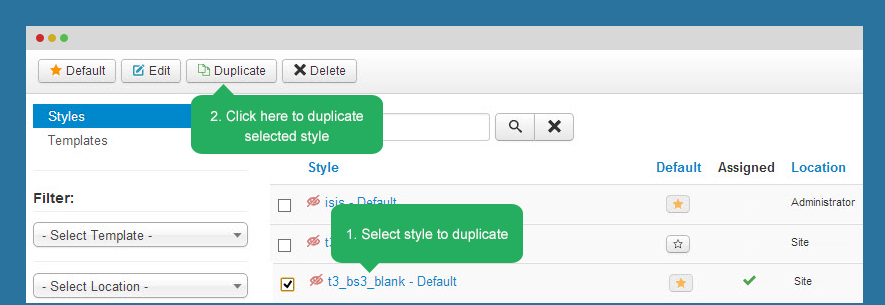 Default Edit Duplicate Delete
2. Click here to duplicate
selected style
Styles
Templates
Style Default Assigned Location
Filter:
isis - Default Administrator
- Select Template -
1. Select style to duplicate
Site
- Select Location -
t3_bs3_blank - Default Site